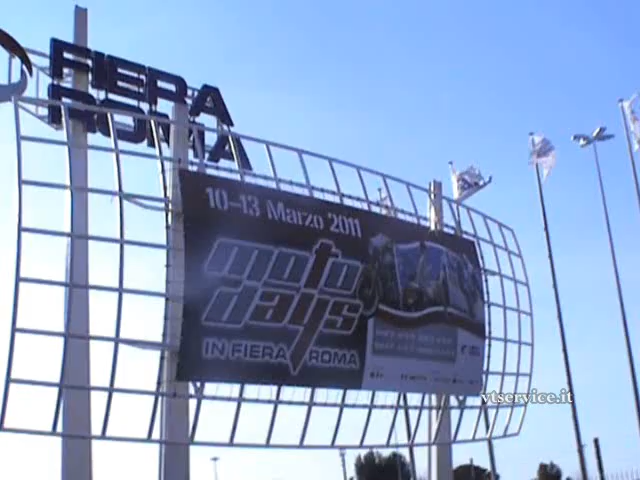 FIERA
ROMA
10-13 Marzo 2011
moto
days
IN FIERA ROMA
vtservice.it